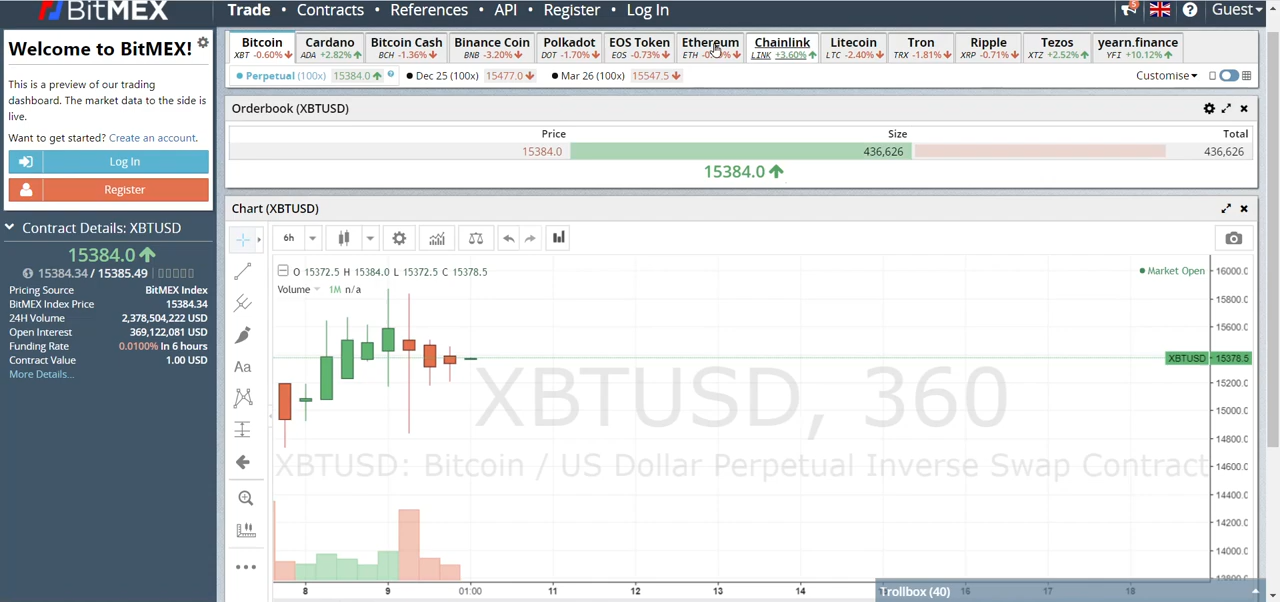 BitMEX
Trade • Contracts • References • API • Register • Log In
5
Guest
Welcome to BitMEX!
This is a preview of our trading
dashboard. The market data to the side is
live.
Want to get started? Create an account.
Log In
Register
Contract Details: XBTUSD
15384.0
15384.34 / 15385.49
Pricing Source BitMEX Index
BitMEX Index Price 15384.34
24H Volume 2,378,504,222 USD
Open Interest 369,122,081 USD
Funding Rate 0.0100% In 6 hours
Contract Value 1.00 USD
More Details...
Bitcoin Cardano Bitcoin Cash Binance Coin Polkadot EOS Token Ethereum Chainlink Litecoin Tron Ripple Tezos yearn.finance
XBT -0.60% ADA +2.82% BCH -1.36% BNB -3.20% DOT -1.70% EOS -0.73% ETH LINK +3.60% LTC -2.40% TRX -1.81% XRP -0.71% XTZ +2.52% YFI +10.12%
Perpetual (100x) 15384.0 Dec 25 (100x) 15477.0 Mar 26 (100x) 15547.5 Customise
Orderbook (XBTUSD)
Price Size Total
15384.0 436,626 436,626
15384.0
Chart (XBTUSD)
6h
O 15372.5 H 15384.0 L 15372.5 C 15378.5
Volume 1M n/a
Market Open
Aa
XBTUSD, 360
XBTUSD: Bitcoin / US Dollar Perpetual Inverse Swap Contract
16000.0
15800.0
15600.0
XBTUSD 15378.5
15200.0
15000.0
14800.0
14600.0
14400.0
14200.0
14000.0
13800.0
8 9 01:00 11 12 13 14 15 16 17 18
Trollbox (40)